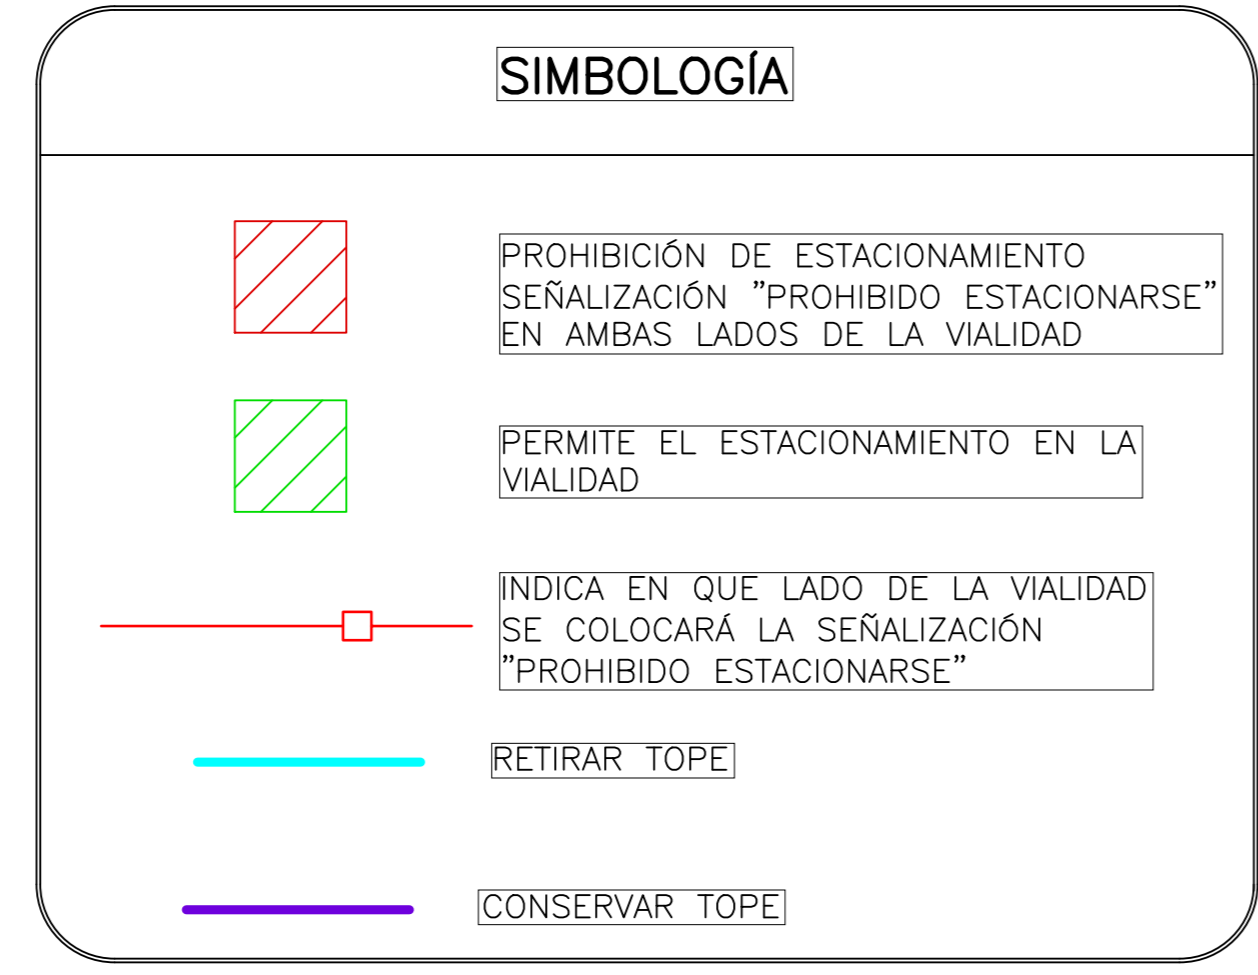 SIMBOLOGÍA
PROHIBICIÓN DE ESTACIONAMIENTO
SEÑALIZACIÓN ”PROHIBIDO ESTACIONARSE”
EN AMBAS LADOS DE LA VIALIDAD
PERMITE EL ESTACIONAMIENTO EN LA
VIALIDAD
INDICA EN QUE LADO DE LA VIALIDAD
SE COLOCARÁ LA SEÑALIZACIÓN
”PROHIBIDO ESTACIONARSE”
RETIRAR TOPE
CONSERVAR TOPE